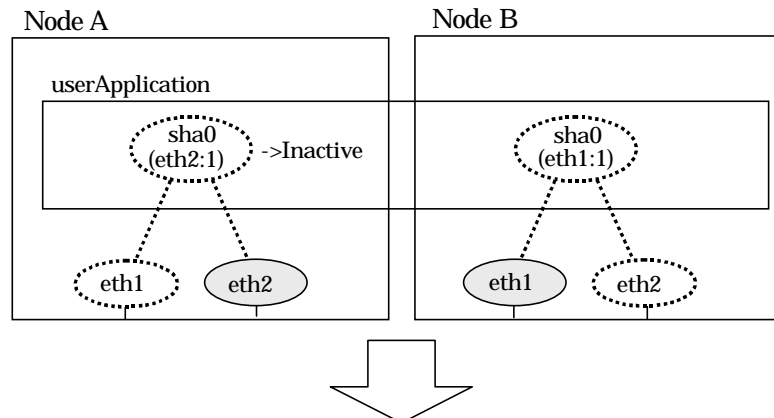 Node A
Node B
userApplication
sha0
(eth2:1)
->Inactive
sha0
(eth1:1)
eth1
eth2
eth1
eth2